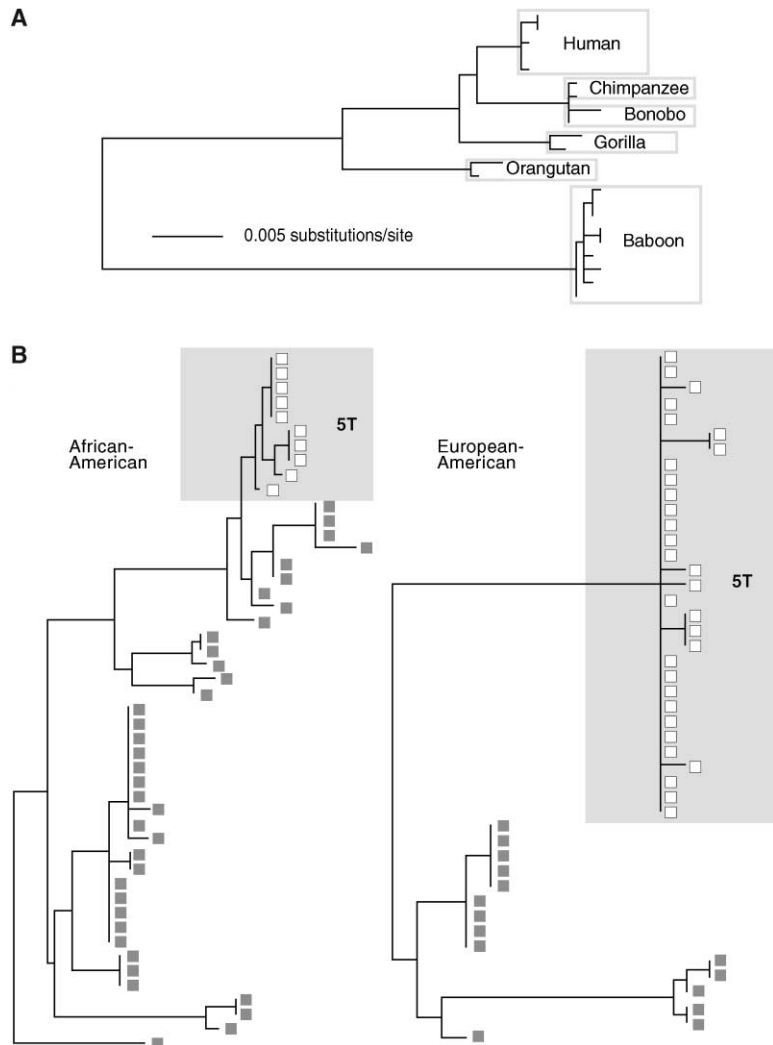 A
Human
Chimpanzee
Bonobo
Gorilla
Orangutan
0.005 substitutions/site
Baboon
B
African-
American
5T
European-
American
5T